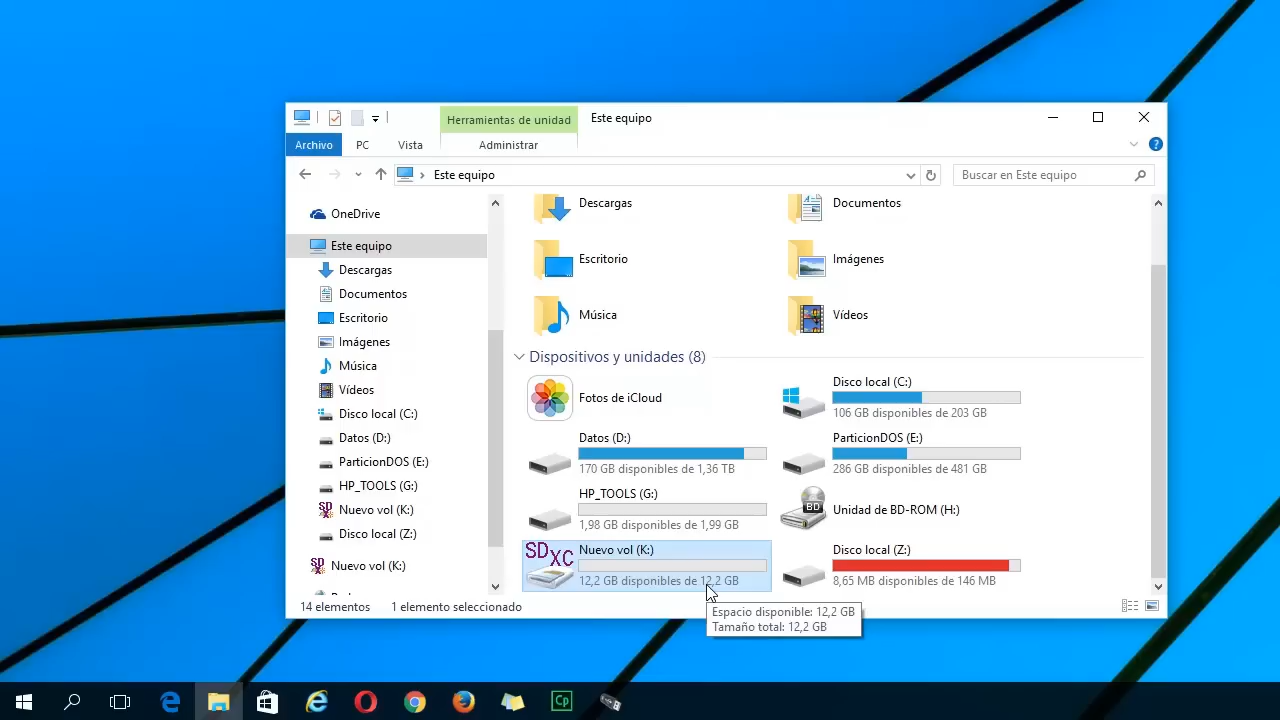 Herramientas de unidad
Este equipo
Archivo
PC
Vista
Administrar
Este equipo
Buscar en Este equipo
OneDrive
Este equipo
Descargas
Documentos
Escritorio
Imágenes
Música
Vídeos
Disco local (C:)
Datos (D:)
ParticionDOS (E:)
HP_TOOLS (G:)
Nuevo vol (K:)
Disco local (Z:)
Nuevo vol (K:)
Descargas
Documentos
Escritorio
Imágenes
Música
Vídeos
Dispositivos y unidades (8)
Fotos de iCloud
Disco local (C:)
106 GB disponibles de 203 GB
Datos (D:)
170 GB disponibles de 1,36 TB
ParticionDOS (E:)
286 GB disponibles de 481 GB
HP_TOOLS (G:)
1,98 GB disponibles de 1,99 GB
BD
Unidad de BD-ROM (H:)
SDXC
Nuevo vol (K:)
12,2 GB disponibles de 12,2 GB
Disco local (Z:)
8,65 MB disponibles de 146 MB
14 elementos
1 elemento seleccionado
Espacio disponible: 12,2 GB
Tamaño total: 12,2 GB
Cp